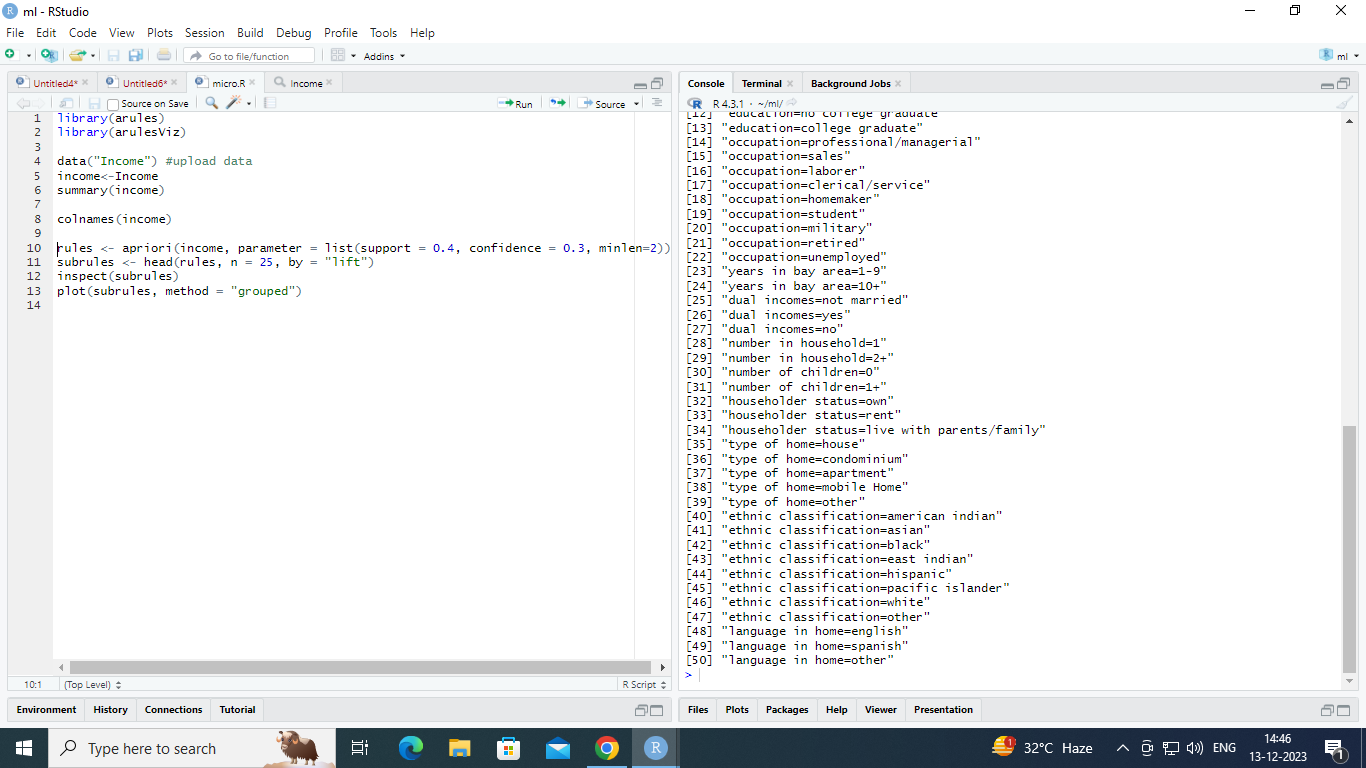 ml - RStudio
File Edit Code View Plots Session Build Debug Profile Tools Help
Go to file/function Addins ml
Untitled4* Untitled6* micro.R Income
Source on Save Run Source
1 library(arules)
2 library(arulesViz)
3
4 data("Income") #upload data
5 income<-Income
6 summary(income)
7
8 colnames(income)
9
10 rules <- apriori(income, parameter = list(support = 0.4, confidence = 0.3, minlen=2))
11 subrules <- head(rules, n = 25, by = "lift")
12 inspect(subrules)
13 plot(subrules, method = "grouped")
14
10:1 (Top Level) R Script
Environment History Connections Tutorial
Console Terminal Background Jobs
R 4.3.1 · ~/ml/
[12] "education=no college graduate"
[13] "education=college graduate"
[14] "occupation=professional/managerial"
[15] "occupation=sales"
[16] "occupation=laborer"
[17] "occupation=clerical/service"
[18] "occupation=homemaker"
[19] "occupation=student"
[20] "occupation=military"
[21] "occupation=retired"
[22] "occupation=unemployed"
[23] "years in bay area=1-9"
[24] "years in bay area=10+"
[25] "dual incomes=not married"
[26] "dual incomes=yes"
[27] "dual incomes=no"
[28] "number in household=1"
[29] "number in household=2+"
[30] "number of children=0"
[31] "number of children=1+"
[32] "householder status=own"
[33] "householder status=rent"
[34] "householder status=live with parents/family"
[35] "type of home=house"
[36] "type of home=condominium"
[37] "type of home=apartment"
[38] "type of home=mobile Home"
[39] "type of home=other"
[40] "ethnic classification=american indian"
[41] "ethnic classification=asian"
[42] "ethnic classification=black"
[43] "ethnic classification=east indian"
[44] "ethnic classification=hispanic"
[45] "ethnic classification=pacific islander"
[46] "ethnic classification=white"
[47] "ethnic classification=other"
[48] "language in home=english"
[49] "language in home=spanish"
[50] "language in home=other"
>
Files Plots Packages Help Viewer Presentation
Type here to search
1 32°C Haze ENG 14:46
13-12-2023 1